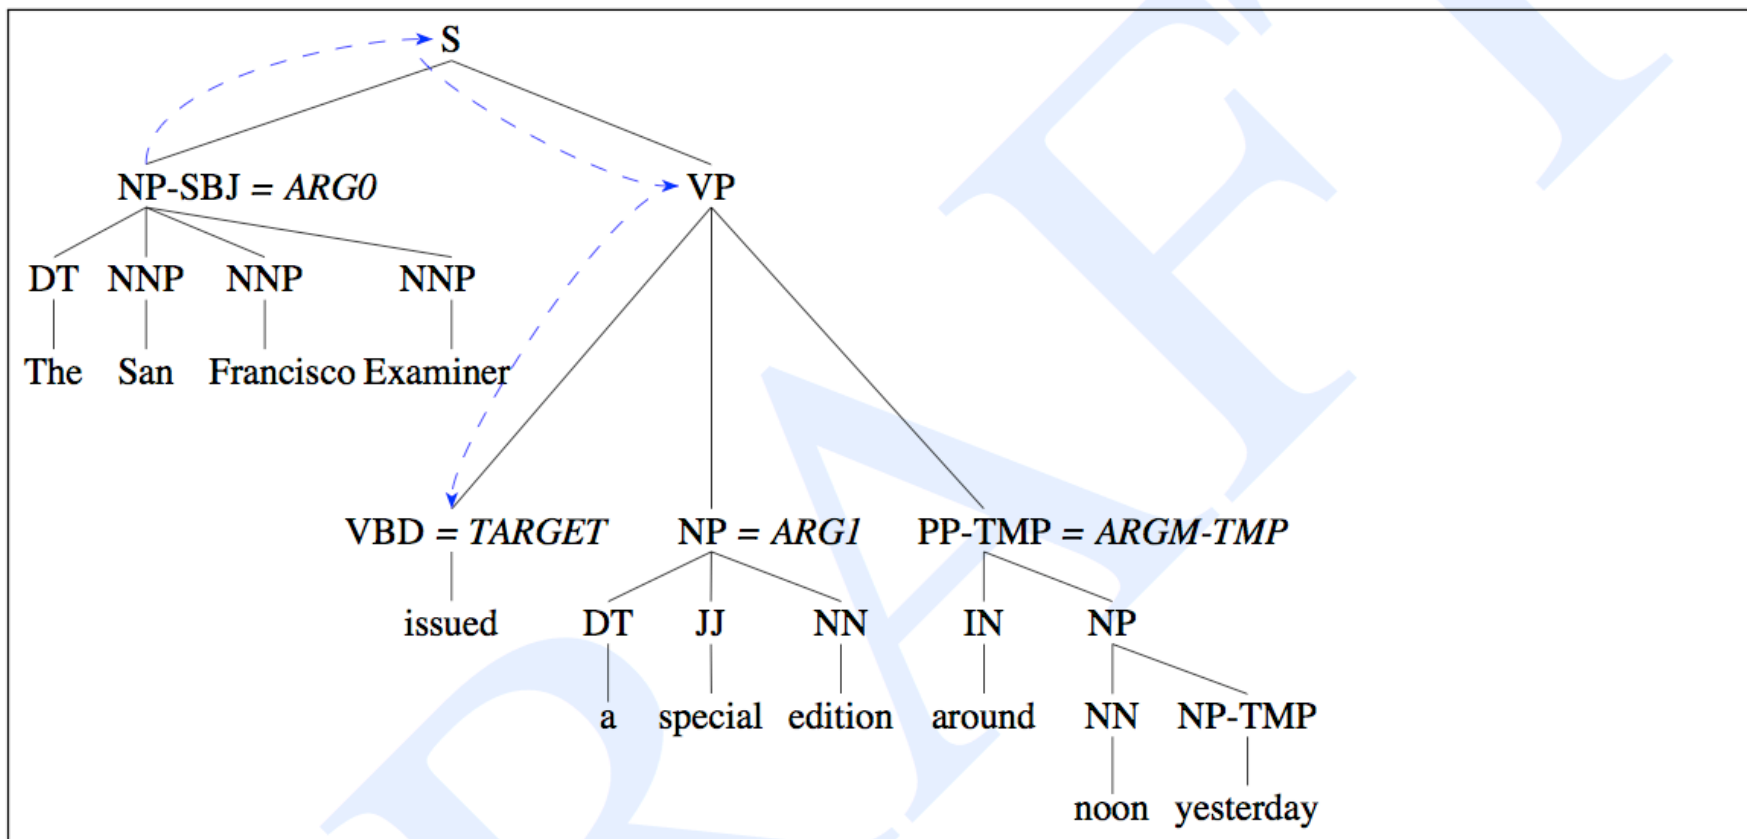 S
NP-SBJ = ARG0 VP
DT NNP NNP NNP
The San Francisco Examiner
VBD = TARGET NP = ARG1 PP-TMP = ARGM-TMP
issued DT JJ NN IN NP
a special edition around NN NP-TMP
noon yesterday